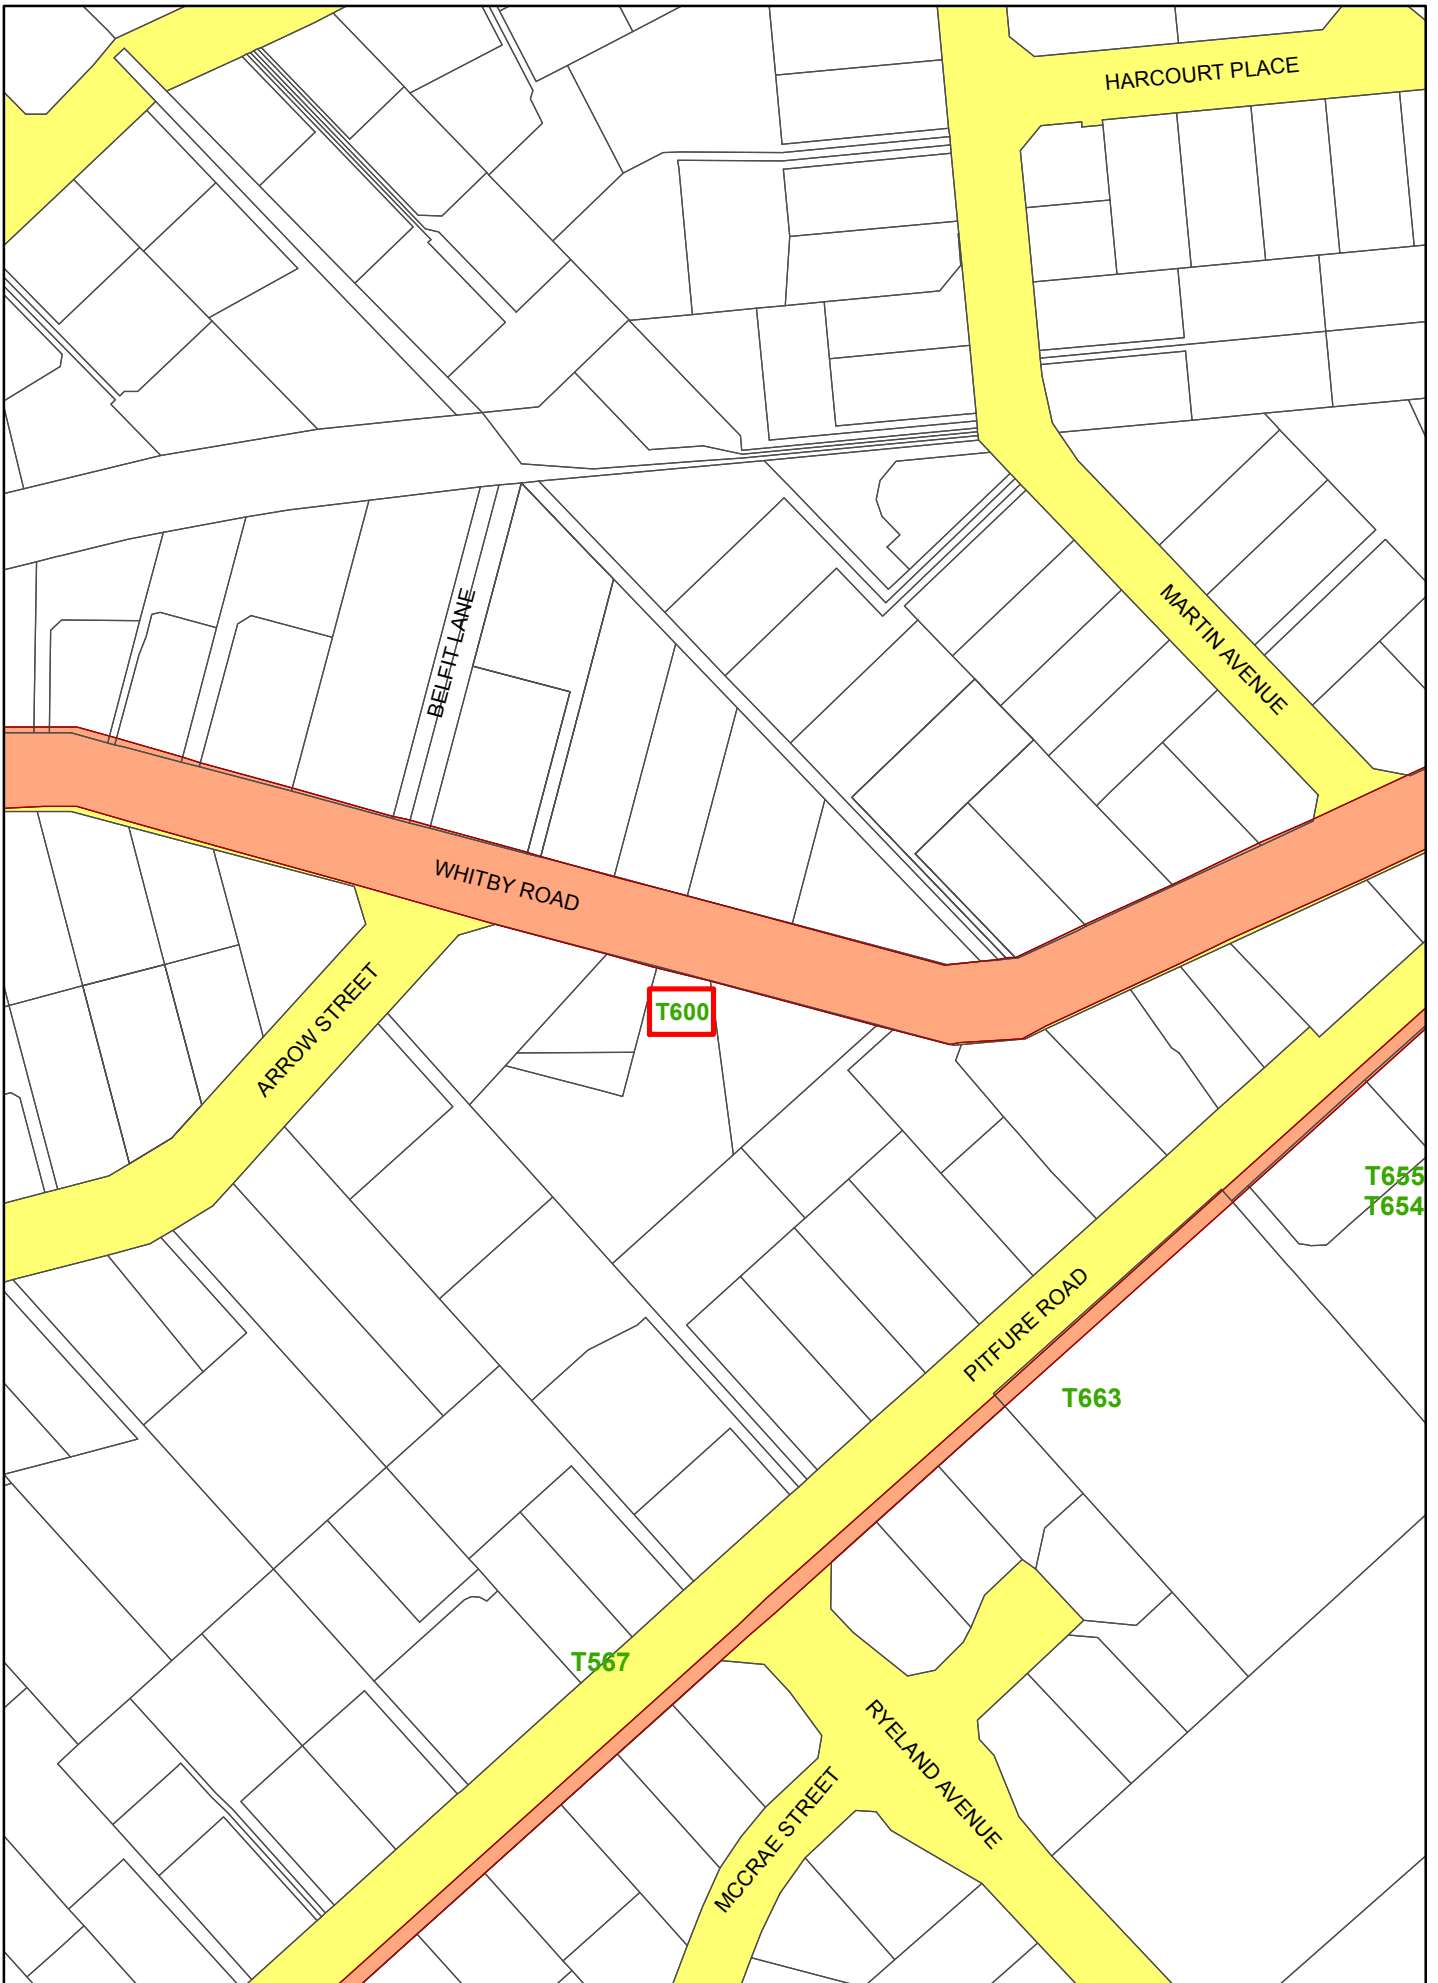 HARCOURT PLACE
MARTIN AVENUE
BELFIT LANE
WHITBY ROAD
ARROW STREET
T600
T655
T654
PITFURE ROAD
T663
T567
RYELAND AVENUE
MCCRAE STREET